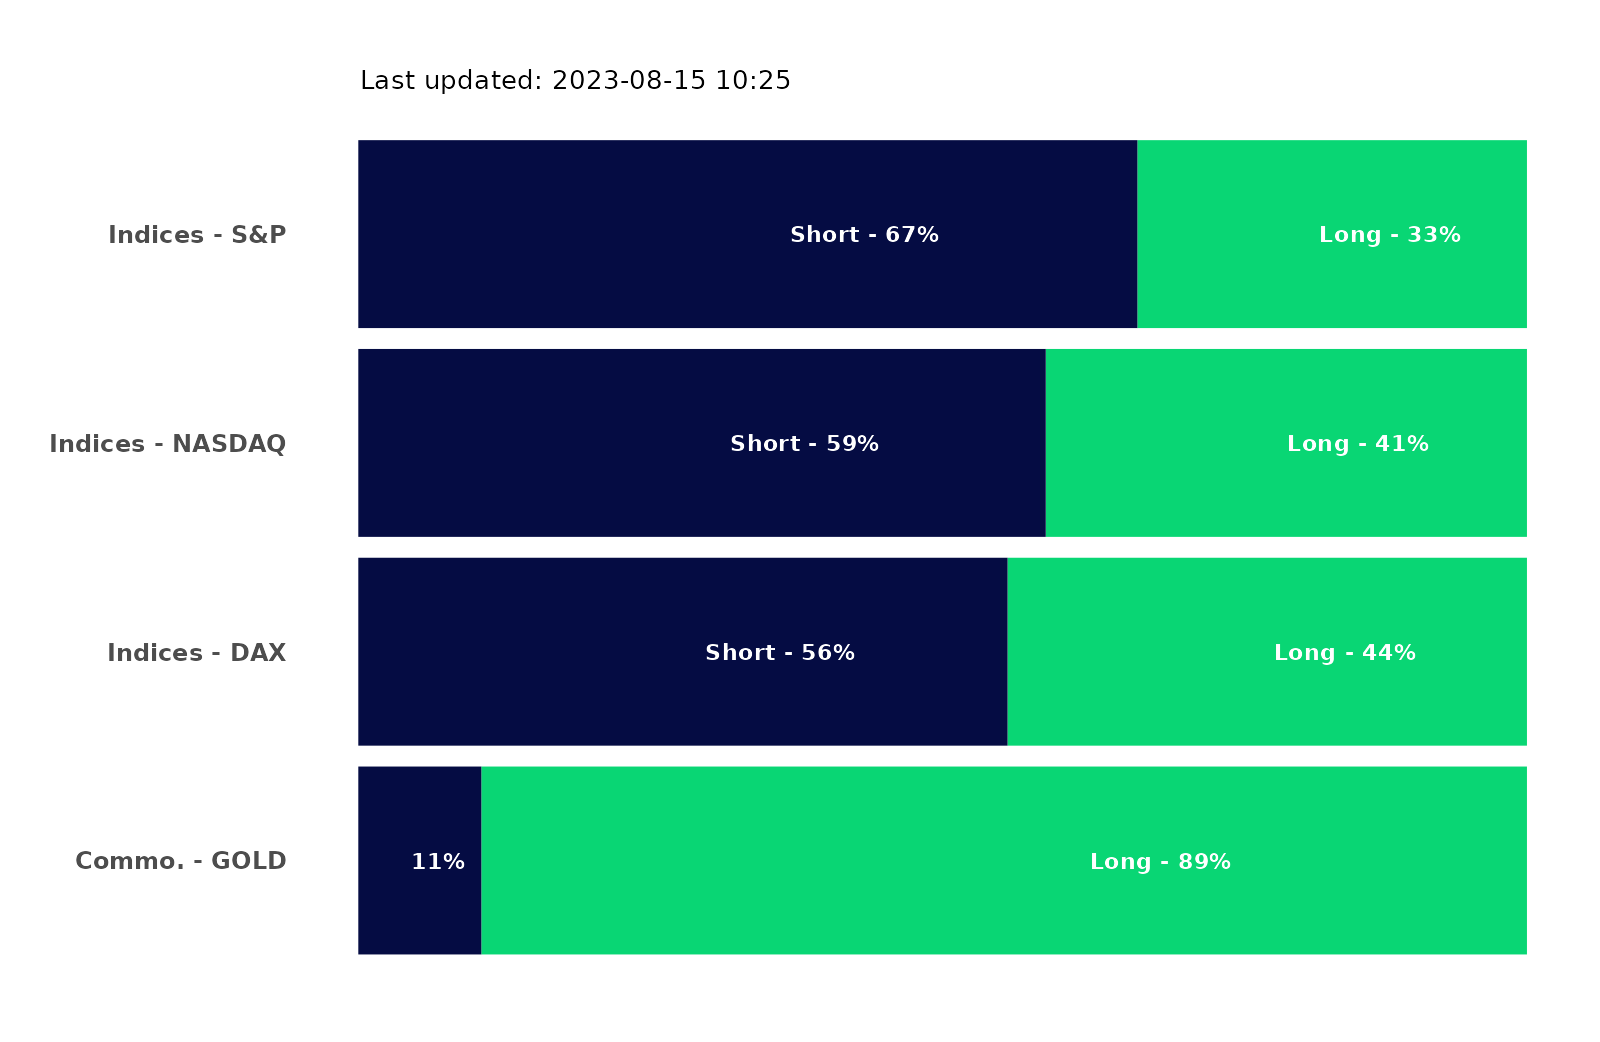 Last updated: 2023-08-15 10:25
Indices - S&P Short - 67% Long - 33%
Indices - NASDAQ Short - 59% Long - 41%
Indices - DAX Short - 56% Long - 44%
Commo. - GOLD 11% Long - 89%